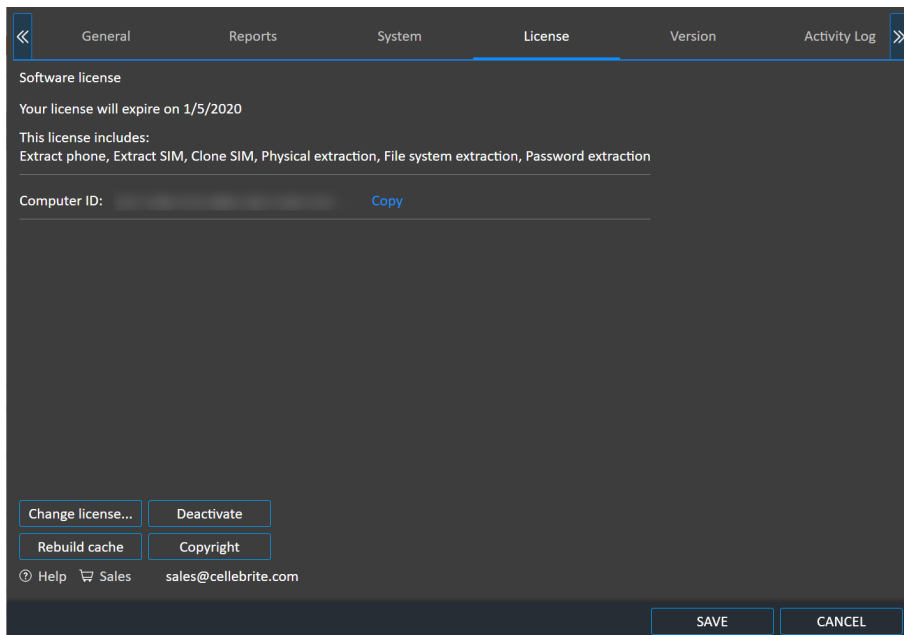 General Reports System License Version Activity Log
Software license
Your license will expire on 1/5/2020
This license includes:
Extract phone, Extract SIM, Clone SIM, Physical extraction, File system extraction, Password extraction
Computer ID: Copy
Change license... Deactivate
Rebuild cache Copyright
Help Sales sales@cellebrite.com
SAVE CANCEL